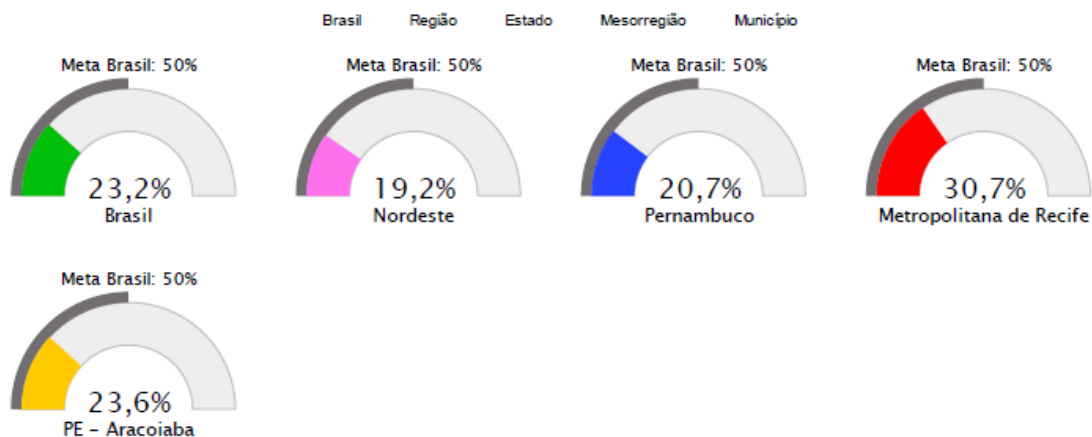 Brasil Região Estado Mesorregião Município
Meta Brasil: 50% Meta Brasil: 50% Meta Brasil: 50% Meta Brasil: 50%
23,2% 19,2% 20,7% 30,7%
Brasil Nordeste Pernambuco Metropolitana de Recife
Meta Brasil: 50%
23,6%
PE – Aracoiaba